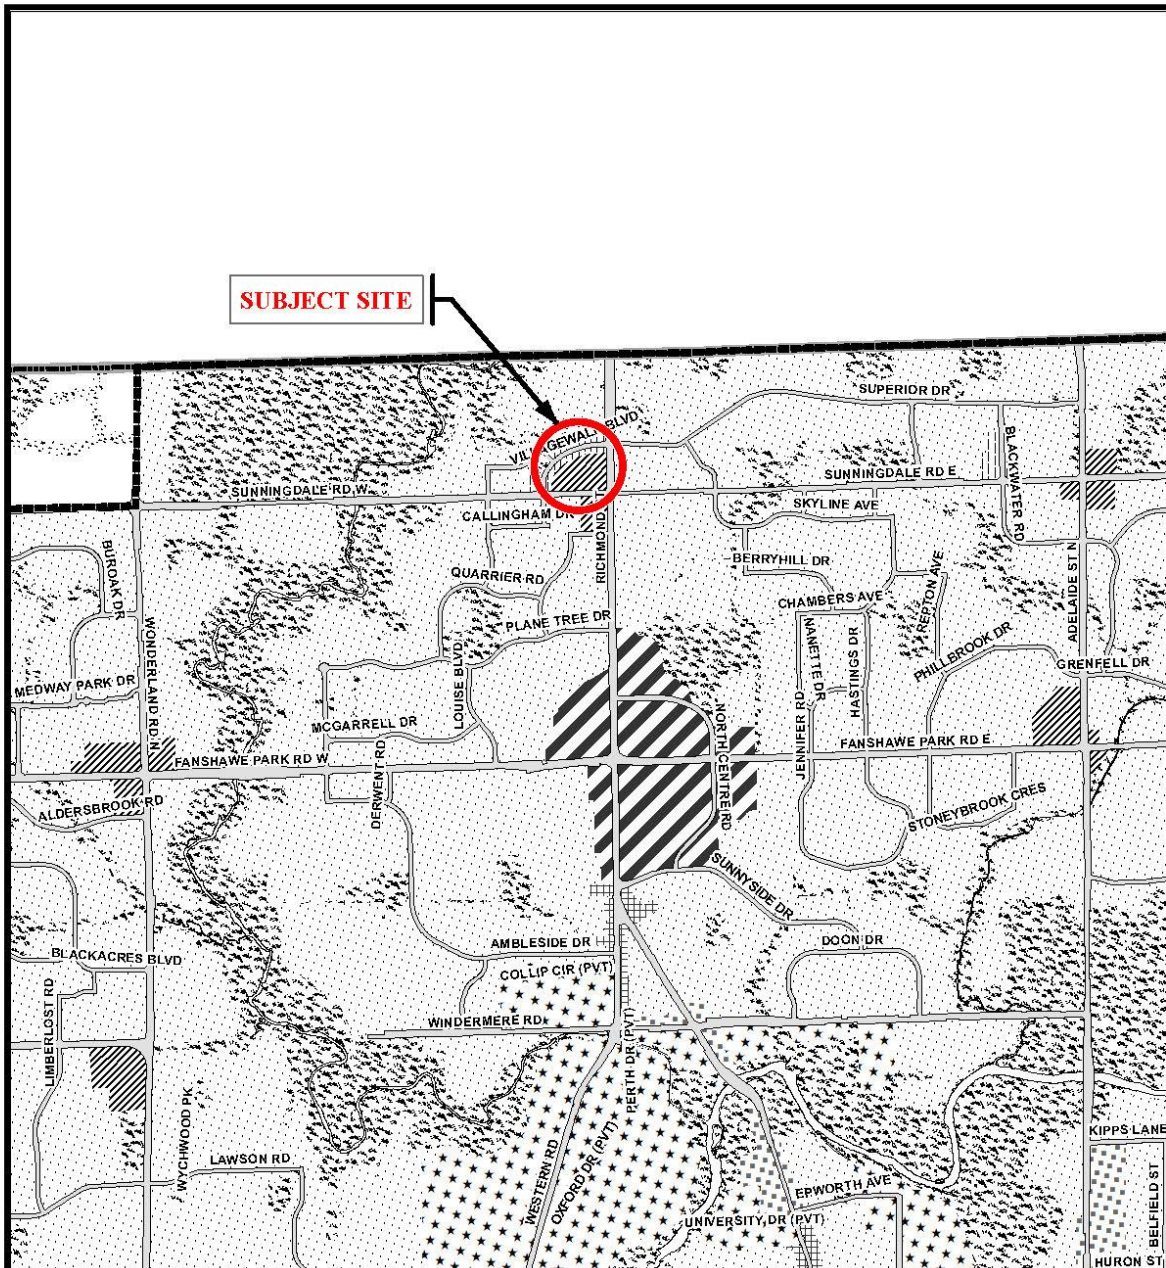 SUBJECT SITE
SUPERIOR DR
VILLAGEWALK BLVD
BLACKWATER RD
SUNNINGDALE RD E
SUNNINGDALE RD W
SKYLINE AVE
CALLINGHAM DR
RICHMOND ST
BUROAK DR
ADELAIDE ST N
BERRYHILL DR
QUARRIER RD
REPTON AVE
CHAMBERS AVE
PLANE TREE DR
WONDERLAND RD N
NANETTE DR
HASTINGS DR
PHILLBROOK DR
GRENFELL DR
LOUISE BLVD
MEDWAY PARK DR
JENNIFER RD
NORTH CENTRE RD
MCGARRELL DR
FANSHAWE PARK RD E
FANSHAWE PARK RD W
DERWENT RD
ALDERSBROOK RD
STONEYBROOK CRES
SUNNYSIDE DR
AMBLESIDE DR
DOON DR
BLACKACRES BLVD
COLLIP CIR (PVT)
LIMBERLOST RD
WINDERMERE RD
PERTH DR (PVT)
WYCHWOOD PK
KIPPS LANE
LAWSON RD
WESTERN RD
OXFORD DR (PVT)
EPWORTH AVE
BELFIELD ST
UNIVERSITY DR (PVT)
HURON ST